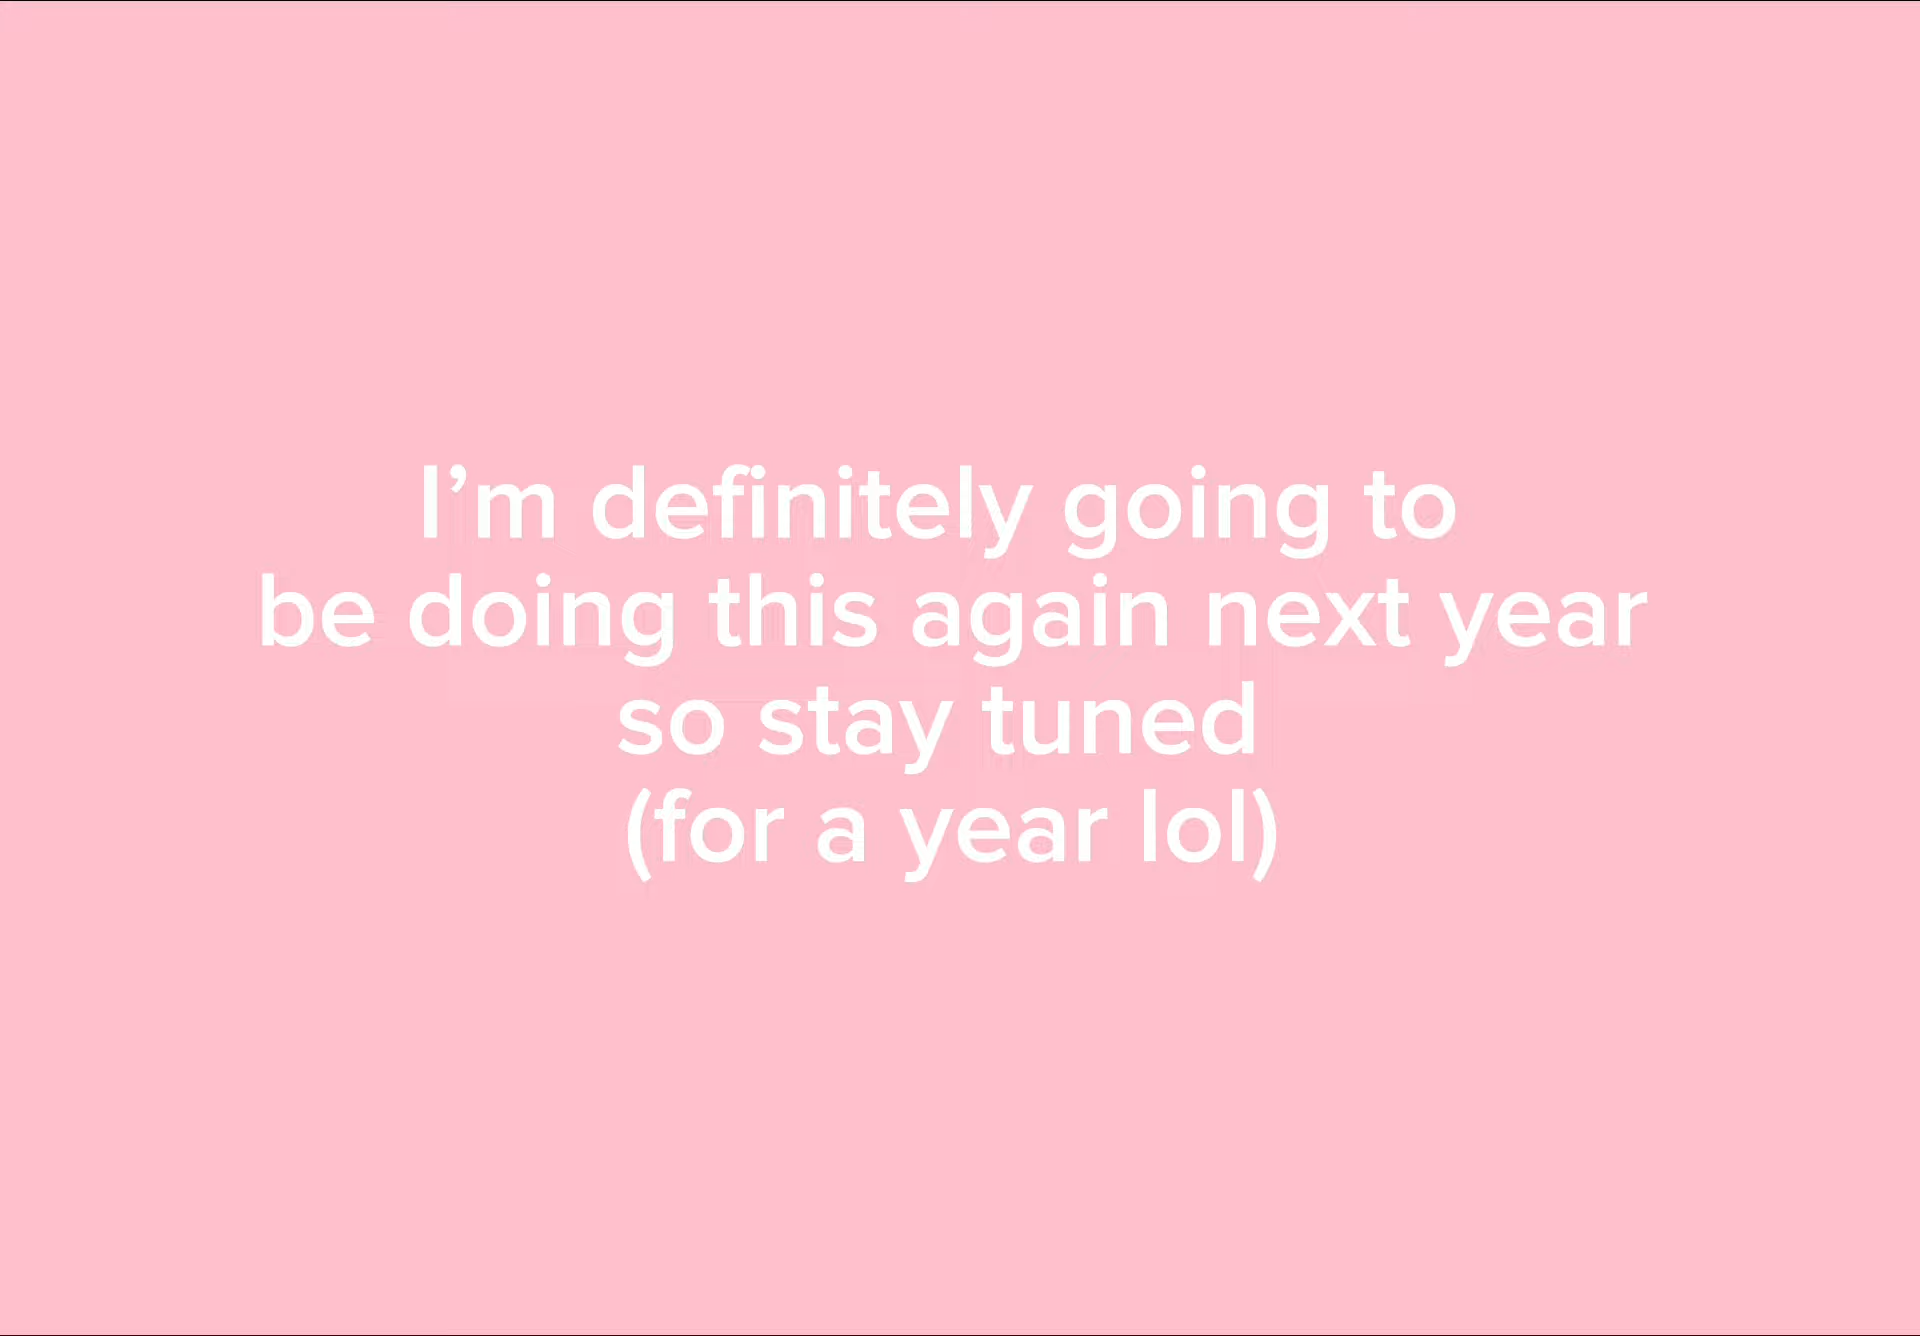 I’m definitely going to
be doing this again next year
so stay tuned
(for a year lol)